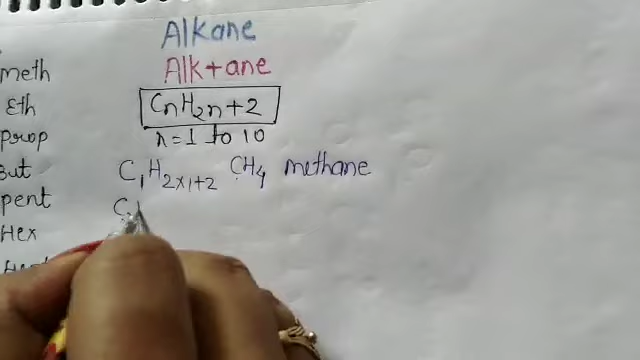 Alkane
meth
Alk+ane
Eth
CnH2n+2
prop
n=1 to 10
But
C1H2x1+2 CH4 methane
pent
C
Hex